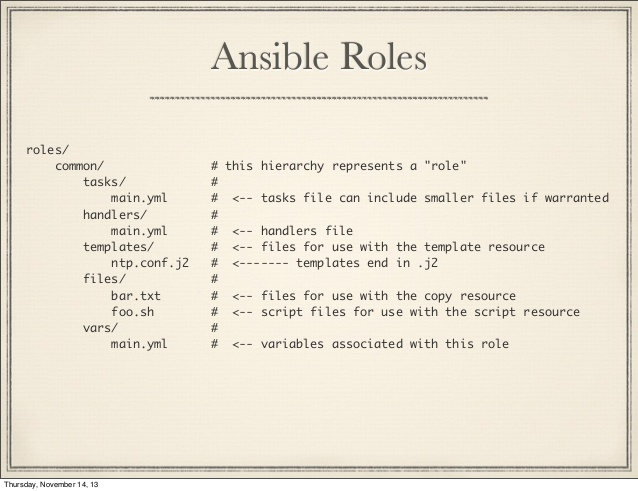 Ansible Roles
roles/
    common/               # this hierarchy represents a "role"
        tasks/            #
            main.yml      #  <-- tasks file can include smaller files if warranted
        handlers/         #
            main.yml      #  <-- handlers file
        templates/        #  <-- files for use with the template resource
            ntp.conf.j2   #  <------- templates end in .j2
        files/            #
            bar.txt       #  <-- files for use with the copy resource
            foo.sh        #  <-- script files for use with the script resource
        vars/             #
            main.yml      #  <-- variables associated with this role
Thursday, November 14, 13